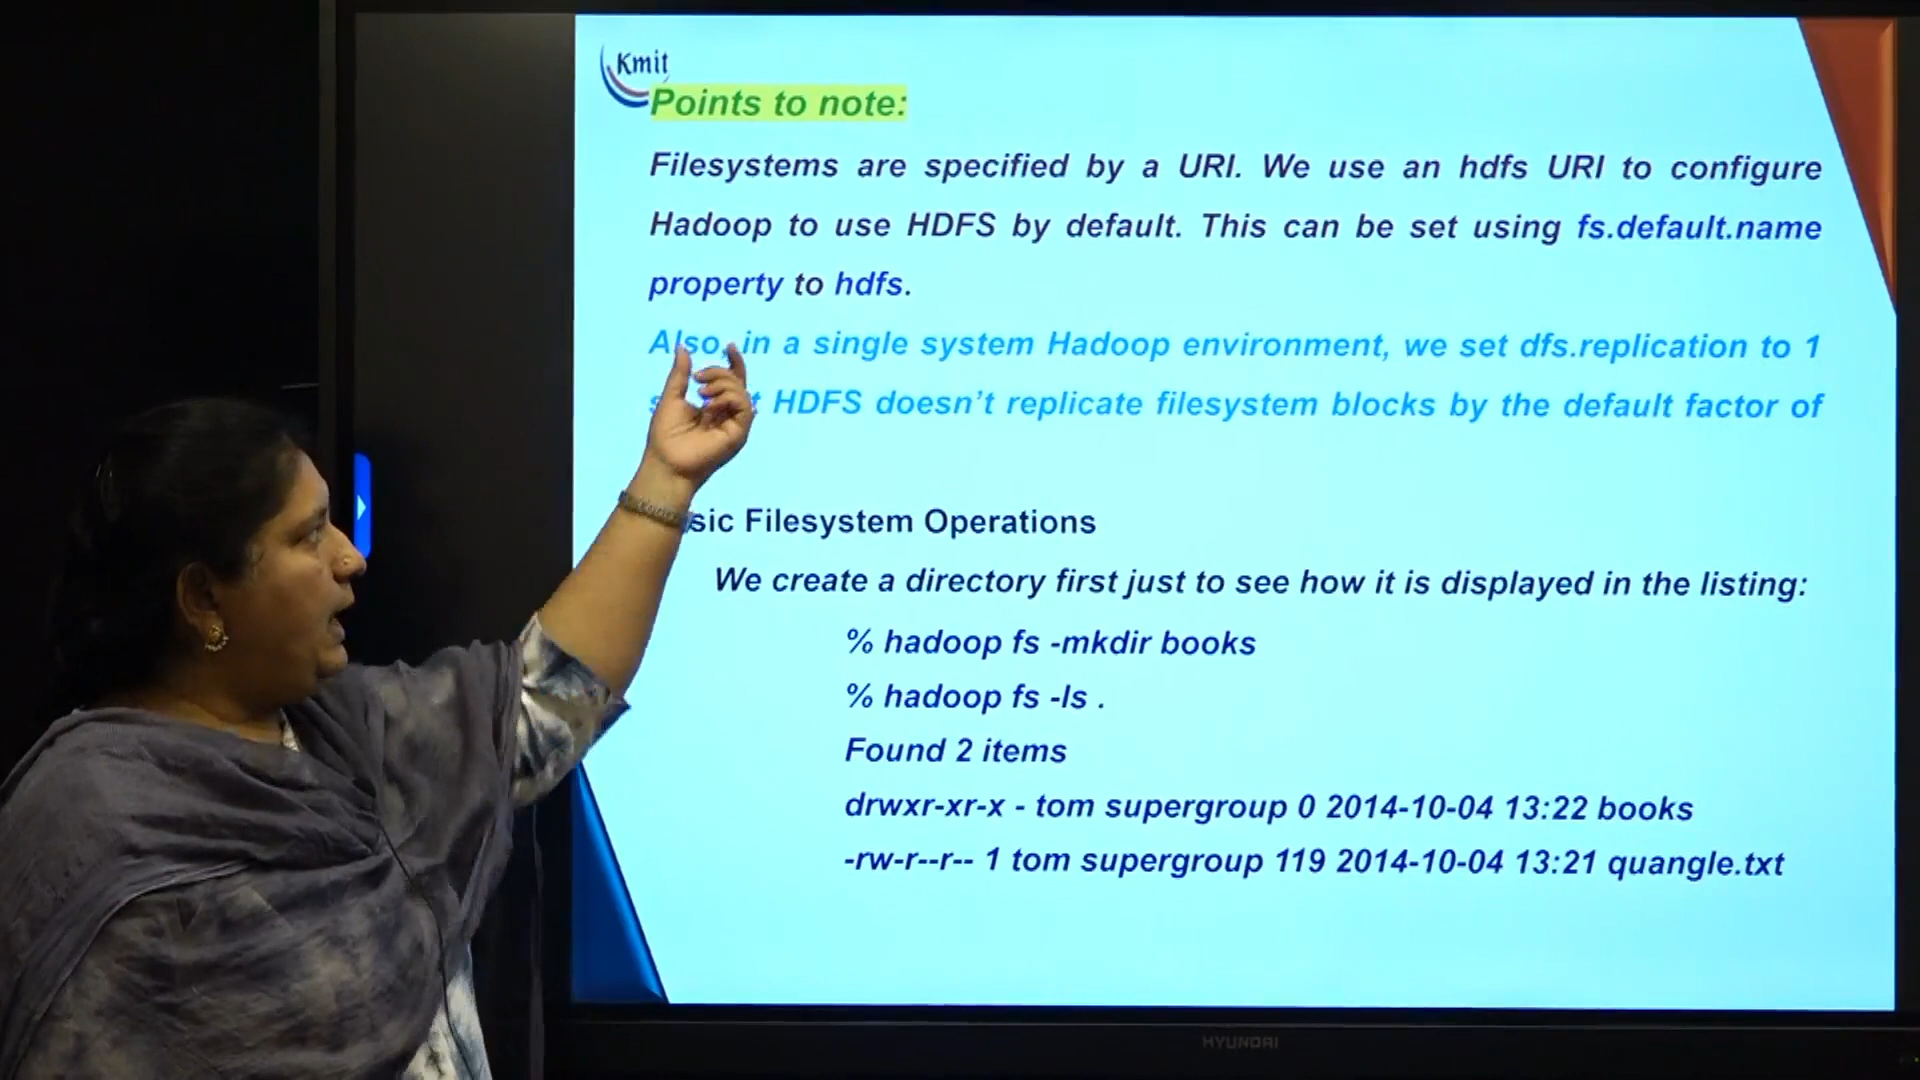 Kmit
Points to note:
Filesystems are specified by a URI. We use an hdfs URI to configure
Hadoop to use HDFS by default. This can be set using fs.default.name
property to hdfs.
Also, in a single system Hadoop environment, we set dfs.replication to 1
HDFS doesn't replicate filesystem blocks by the default factor of
Filesystem Operations
We create a directory first just to see how it is displayed in the listing:
% hadoop fs -mkdir books
% hadoop fs -ls .
Found 2 items
drwxr-xr-x - tom supergroup 0 2014-10-04 13:22 books
-rw-r--r-- 1 tom supergroup 119 2014-10-04 13:21 quangle.txt
HYUNDAI